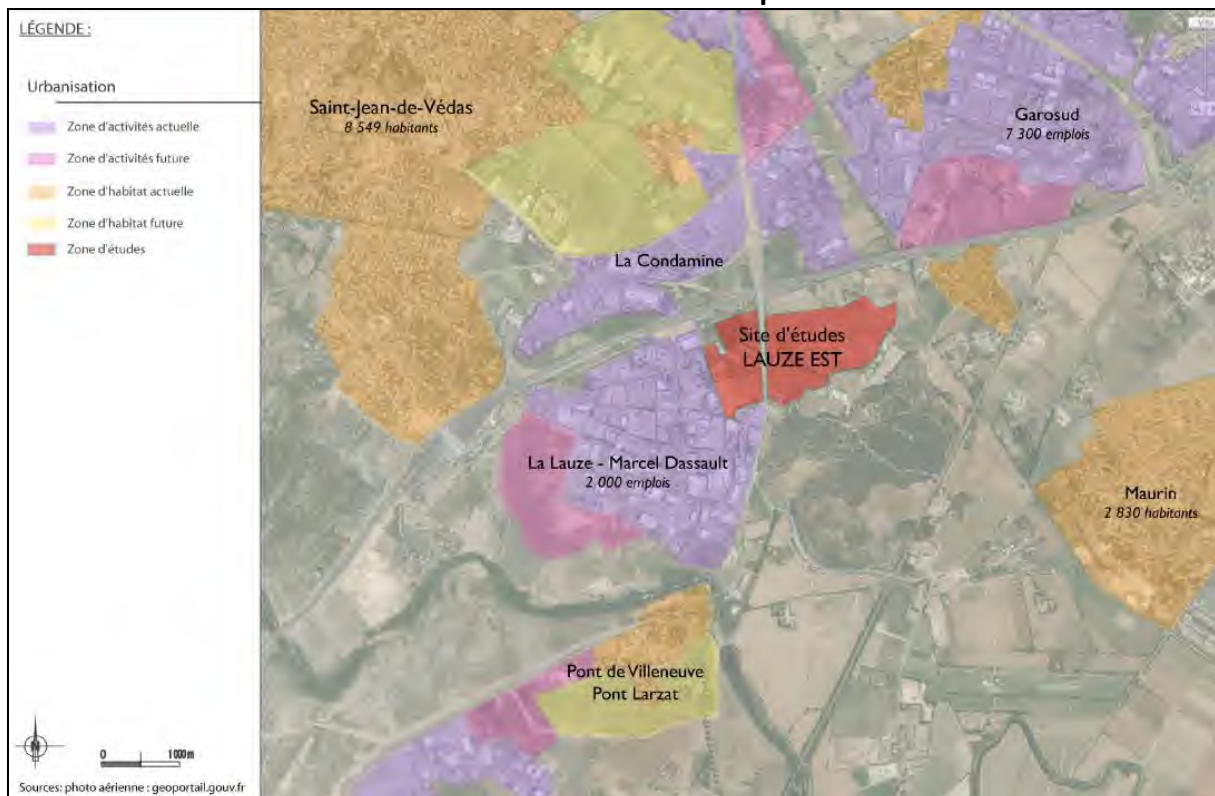 LÉGENDE :
Urbanisation
Zone d'activités actuelle
Zone d'activités future
Zone d'habitat actuelle
Zone d'habitat future
Zone d'études
Saint-Jean-de-Védas
8 549 habitants
Garosud
7 300 emplois
La Condamine
Site d'études
LAUZE EST
La Lauze - Marcel Dassault
2 000 emplois
Maurin
2 830 habitants
Pont de Villeneuve
Pont Larzat
N
0 1000 m
Sources: photo aérienne : geoportail.gouv.fr